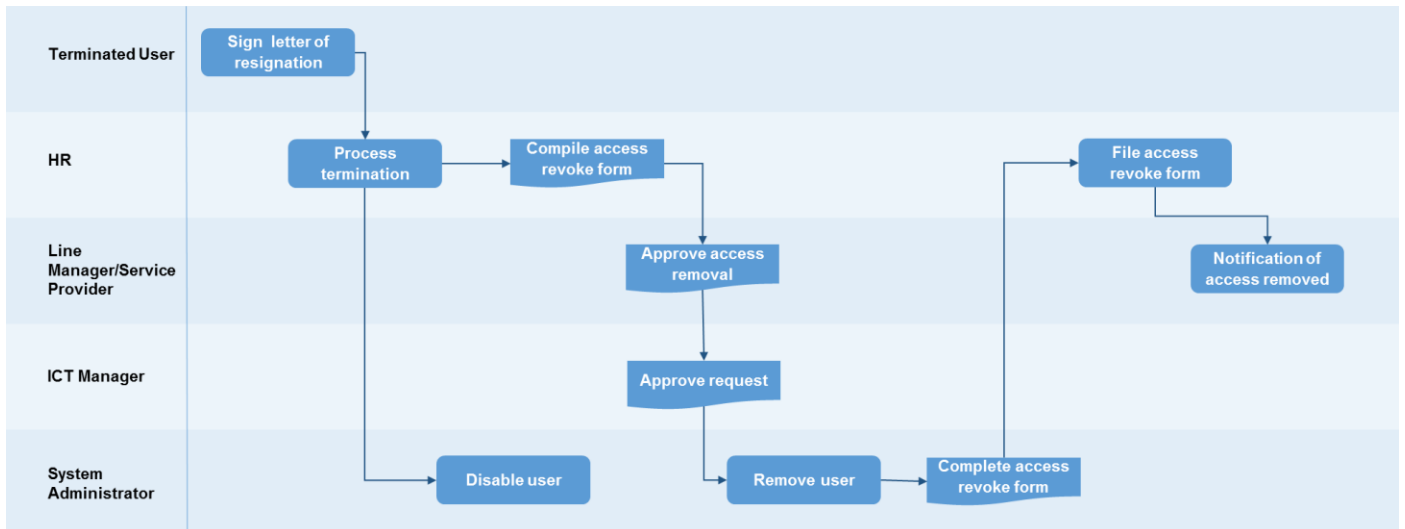 Terminated User
Sign letter of
resignation
HR
Process
termination
Compile access
revoke form
File access
revoke form
Line
Manager/Service
Provider
Approve access
removal
Notification of
access removed
ICT Manager
Approve request
System
Administrator
Disable user
Remove user
Complete access
revoke form